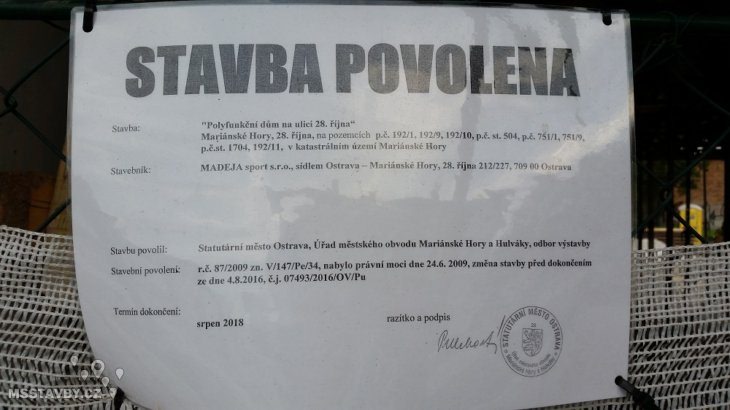 STAVBA POVOLENA
Stavba: "Polyfunkční dům na ulici 28. října“
Mariánské Hory, 28. října, na pozemcích p.č. 192/1, 192/9, 192/10, p.č. st. 504, p.č. 751/1, 751/9,
p.č.st. 1704, 192/11, v katastrálním území Mariánské Hory
Stavebník: MADEJA sport s.r.o., sídlem Ostrava – Mariánské Hory, 28. října 212/227, 709 00 Ostrava
Stavbu povolil: Statutární město Ostrava, Úřad městského obvodu Mariánské Hory a Hulváky, odbor výstavby
Stavební povolení: r.č. 87/2009 zn. V/147/Pe/34, nabylo právní moci dne 24.6. 2009, změna stavby před dokončením
ze dne 4.8.2016, č.j. 07493/2016/OV/Pu
Termín dokončení: srpen 2018 razítko a podpis
STATUTÁRNÍ MĚSTO OSTRAVA
MSSTAVBY.CZ